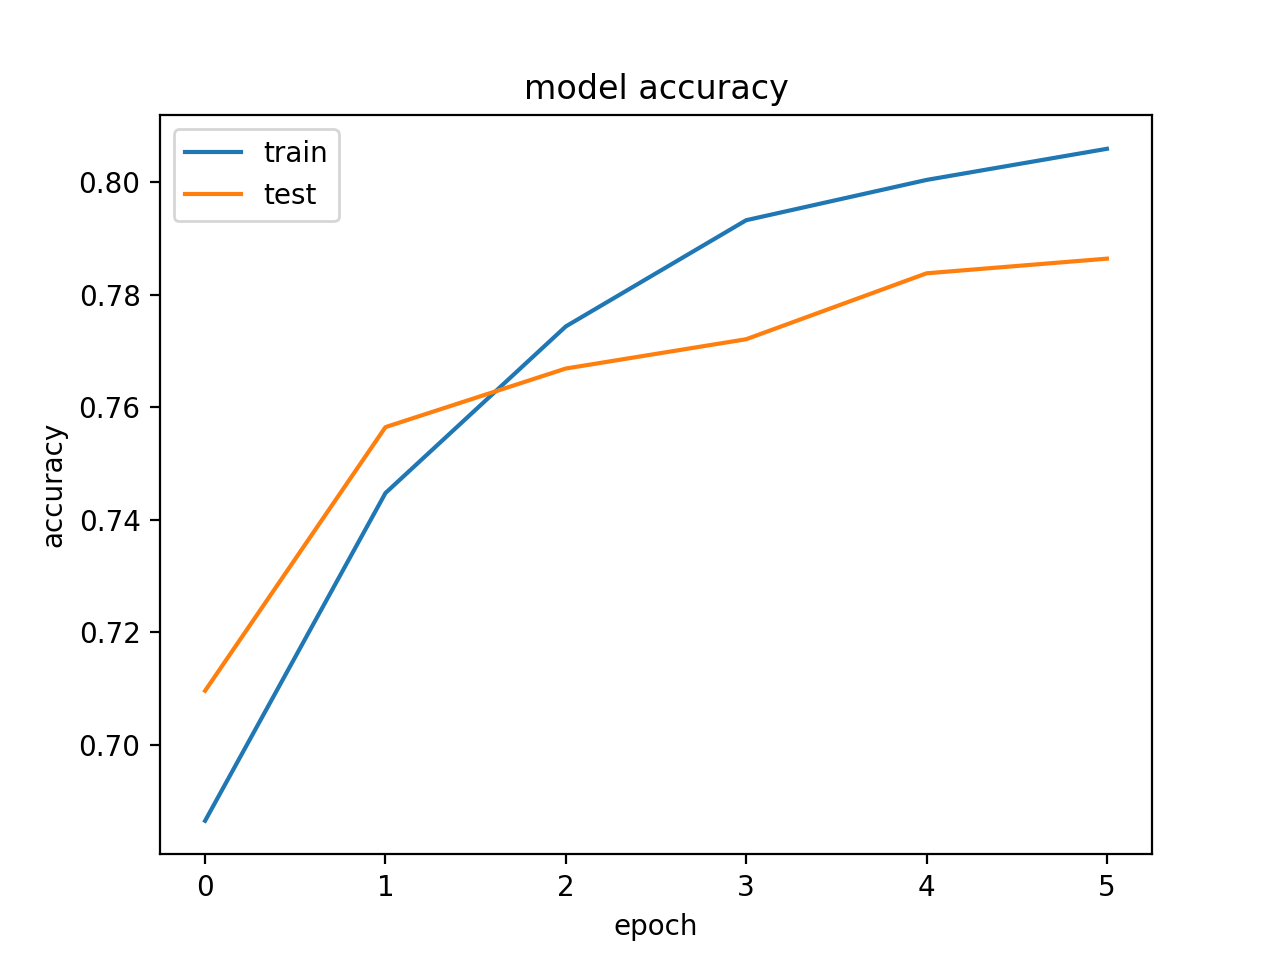 model accuracy
train
test
0.80
0.78
0.76
0.74
0.72
0.70
accuracy
0 1 2 3 4 5
epoch